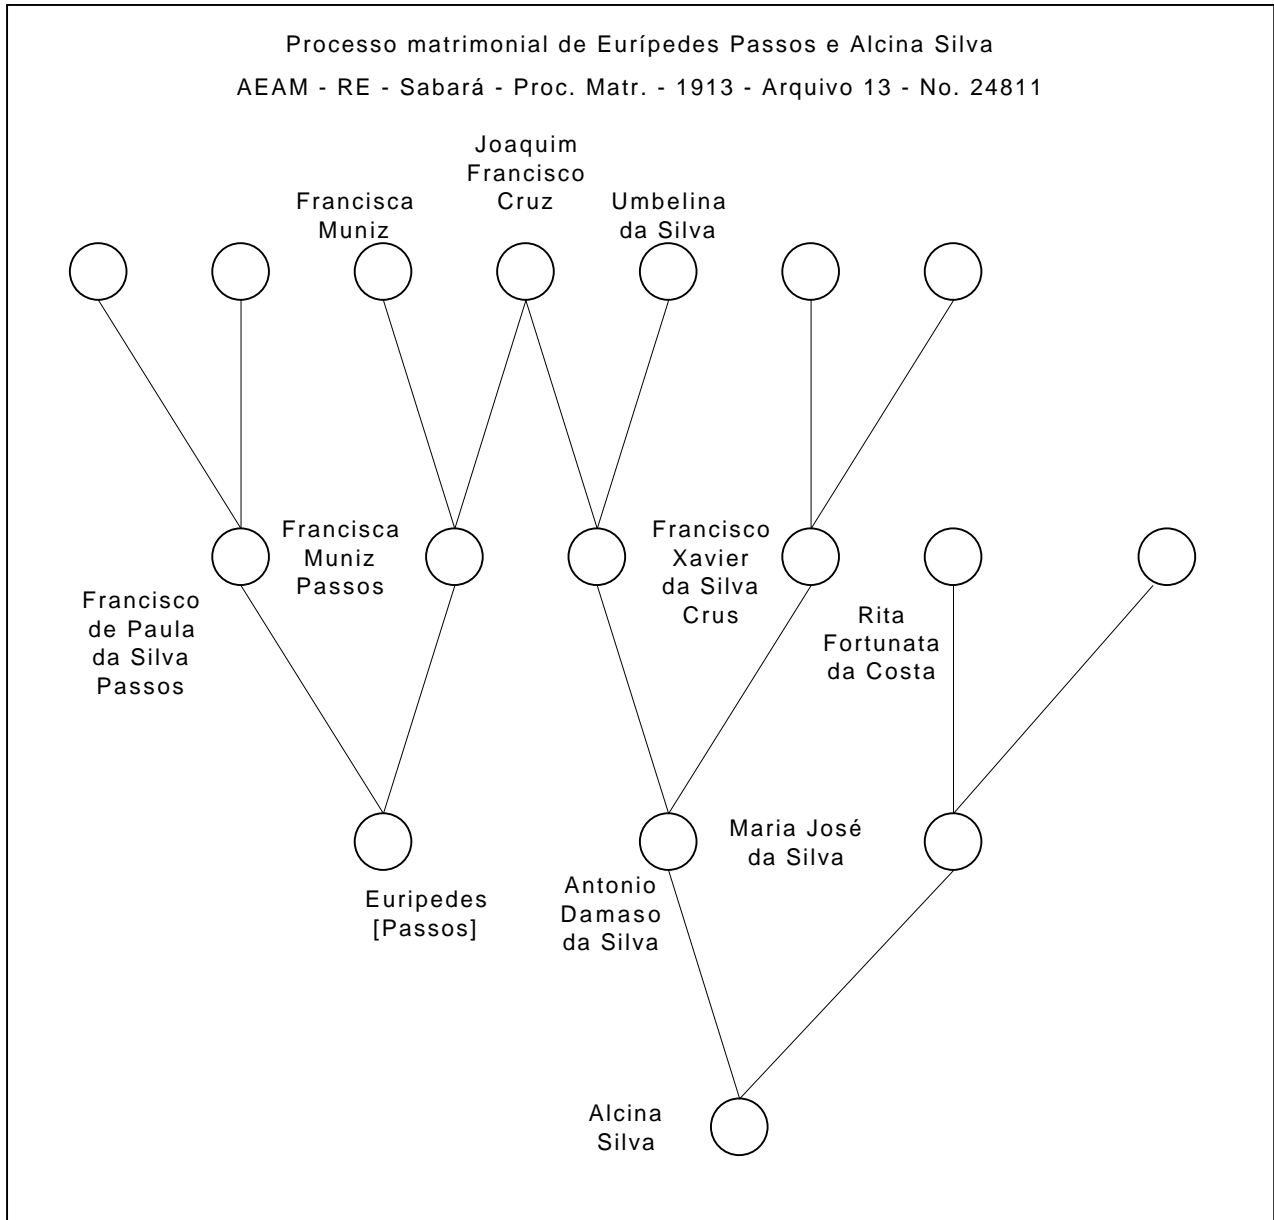 Processo matrimonial de Eurípedes Passos e Alcina Silva
AEAM - RE - Sabará - Proc. Matr. - 1913 - Arquivo 13 - No. 24811
Joaquim
Francisco
Cruz
Francisca
Muniz
Umbelina
da Silva
Francisca
Muniz
Passos
Francisco
Xavier
da Silva
Crus
Francisco
de Paula
da Silva
Passos
Rita
Fortunata
da Costa
Maria José
da Silva
Euripedes
[Passos]
Antonio
Damaso
da Silva
Alcina
Silva